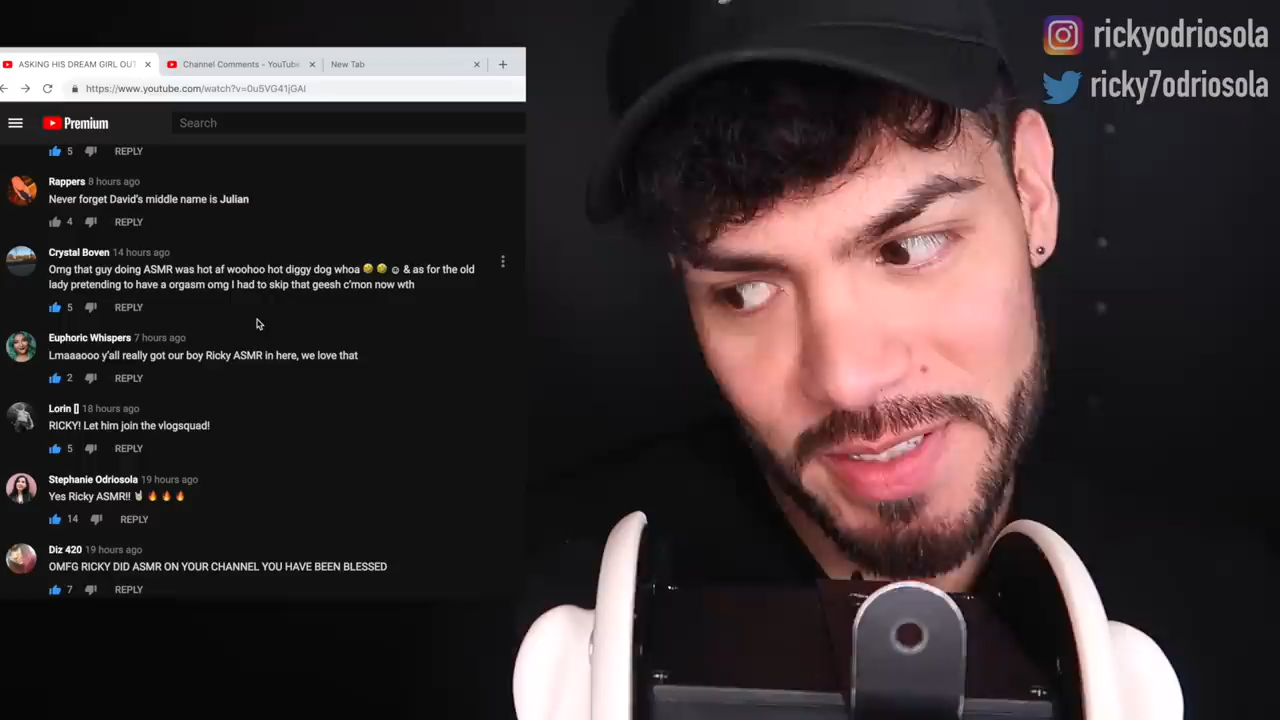 rickyodriosola
ricky7odriosola
ASKING HIS DREAM GIRL OUT
Channel Comments - YouTube
New Tab
https://www.youtube.com/watch?v=0u5VG41jGAI
Premium
Search
5 REPLY
Rappers 8 hours ago
Never forget David's middle name is Julian
4 REPLY
Crystal Boven 14 hours ago
Omg that guy doing ASMR was hot af woohoo hot diggy dog whoa 🤣 🤣 ☺ & as for the old
lady pretending to have a orgasm omg I had to skip that geesh c'mon now wth
5 REPLY
Euphoric Whispers 7 hours ago
Lmaaaooo y'all really got our boy Ricky ASMR in here, we love that
2 REPLY
Lorin [] 18 hours ago
RICKY! Let him join the vlogsquad!
5 REPLY
Stephanie Odriosola 19 hours ago
Yes Ricky ASMR!! 🤘 🔥 🔥 🔥
14 REPLY
Diz 420 19 hours ago
OMFG RICKY DID ASMR ON YOUR CHANNEL YOU HAVE BEEN BLESSED
7 REPLY